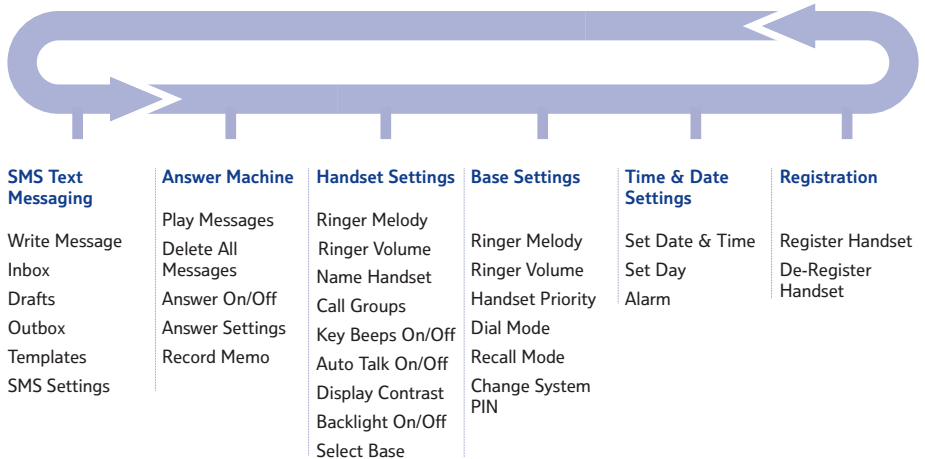 SMS Text
Messaging
Write Message
Inbox
Drafts
Outbox
Templates
SMS Settings
Answer Machine
Play Messages
Delete All
Messages
Answer On/Off
Answer Settings
Record Memo
Handset Settings
Ringer Melody
Ringer Volume
Name Handset
Call Groups
Key Beeps On/Off
Auto Talk On/Off
Display Contrast
Backlight On/Off
Select Base
Base Settings
Ringer Melody
Ringer Volume
Handset Priority
Dial Mode
Recall Mode
Change System
PIN
Time & Date
Settings
Set Date & Time
Set Day
Alarm
Registration
Register Handset
De-Register
Handset